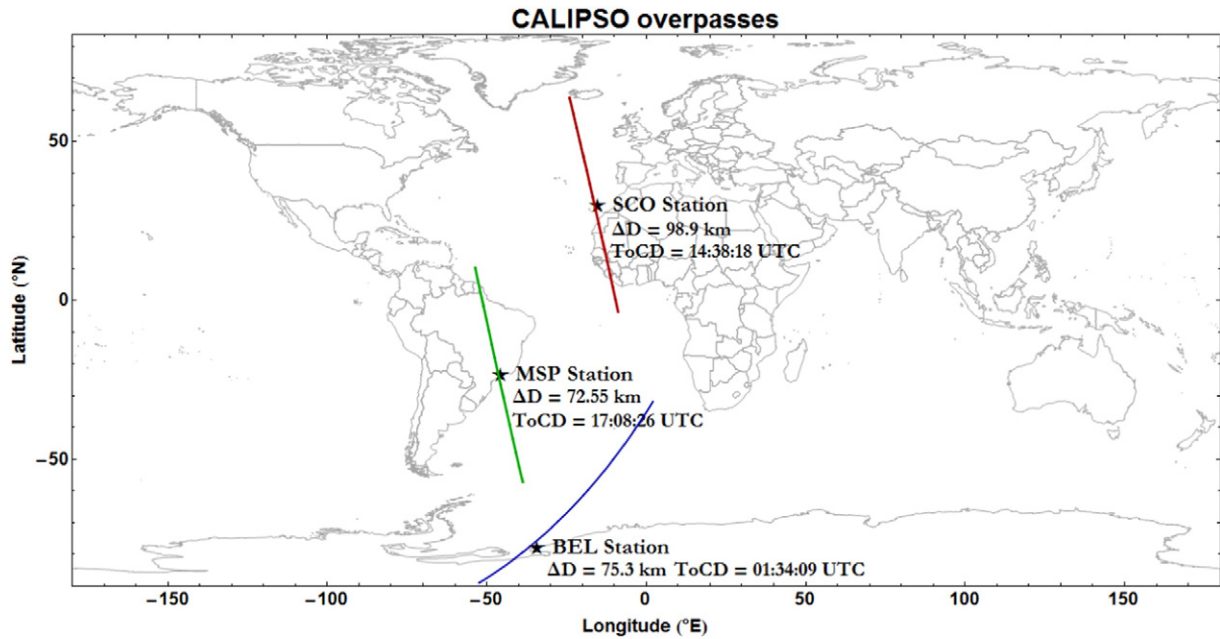 CALIPSO overpasses
50
0
−50
Latitude (°N)
SCO Station
ΔD = 98.9 km
ToCD = 14:38:18 UTC
MSP Station
ΔD = 72.55 km
ToCD = 17:08:26 UTC
BEL Station
ΔD = 75.3 km ToCD = 01:34:09 UTC
−150 −100 −50 0 50 100 150
Longitude (°E)